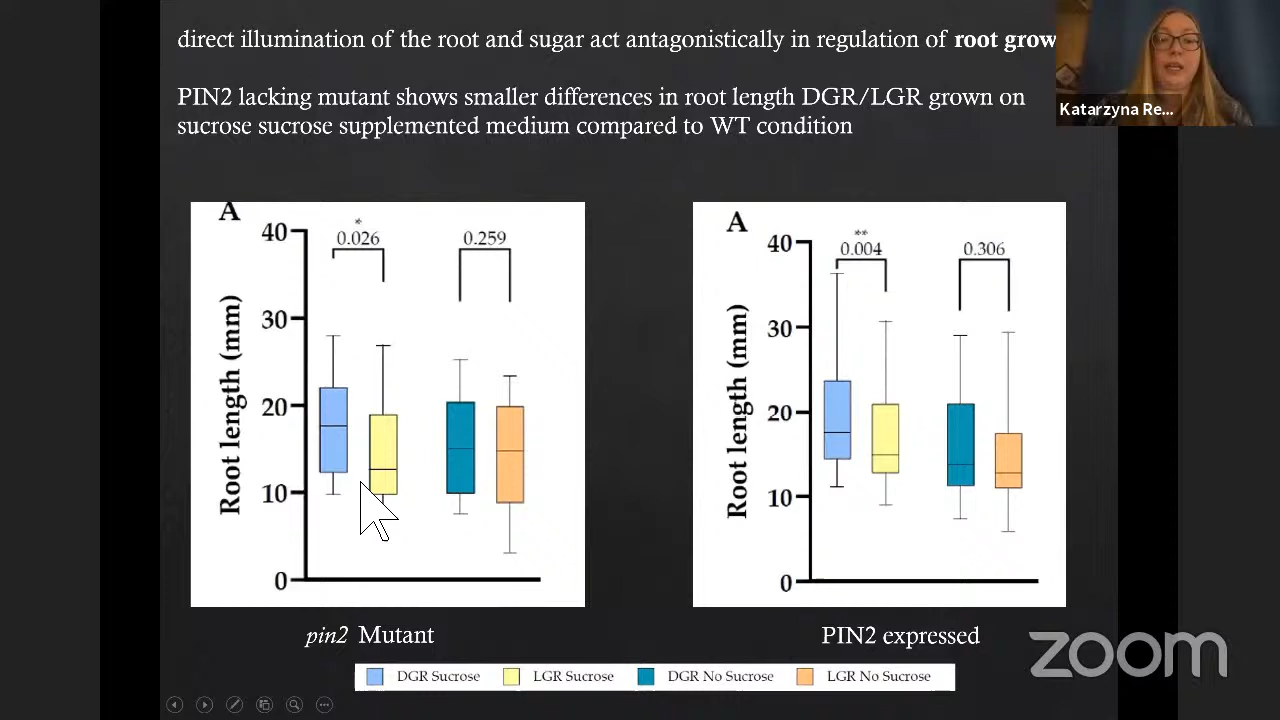 direct illumination of the root and sugar act antagonistically in regulation of root grow
PIN2 lacking mutant shows smaller differences in root length DGR/LGR grown on
sucrose sucrose supplemented medium compared to WT condition
Katarzyna Re...
A
40
30
20
10
0
Root length (mm)
*
0.026
0.259
A
40
30
20
10
0
Root length (mm)
**
0.004
0.306
pin2 Mutant
PIN2 expressed
DGR Sucrose LGR Sucrose DGR No Sucrose LGR No Sucrose
zoom